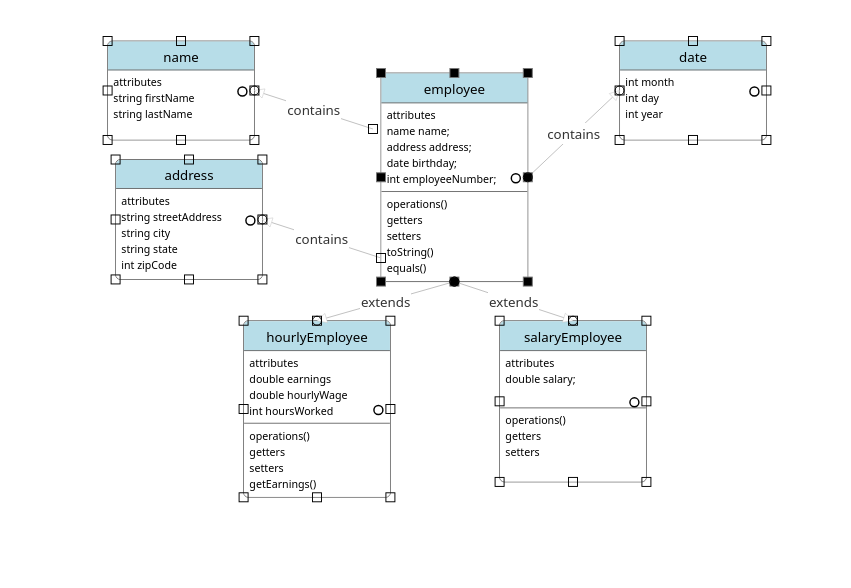 name
attributes
string firstName
string lastName
contains
employee
attributes
name name;
address address;
date birthday;
int employeeNumber;
operations()
getters
setters
toString()
equals()
contains
date
int month
int day
int year
address
attributes
string streetAddress
string city
string state
int zipCode
contains
extends
extends
hourlyEmployee
attributes
double earnings
double hourlyWage
int hoursWorked
operations()
getters
setters
getEarnings()
salaryEmployee
attributes
double salary;
operations()
getters
setters